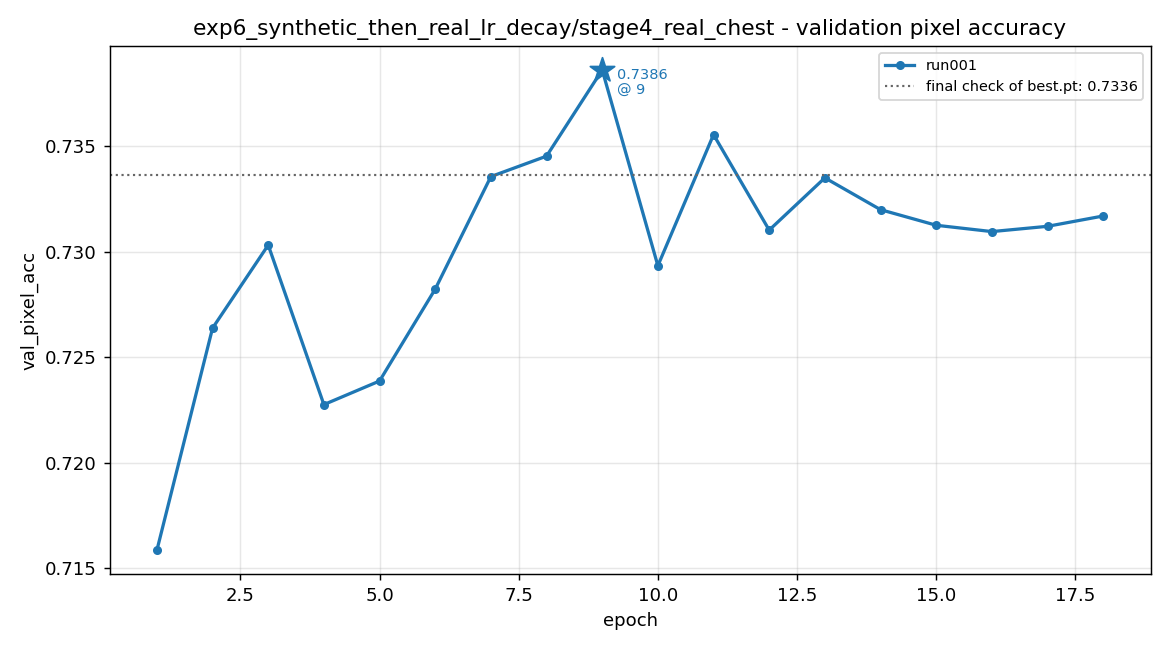 exp6_synthetic_then_real_lr_decay/stage4_real_chest - validation pixel accuracy
run001
final check of best.pt: 0.7336
0.7386
@ 9
val_pixel_acc
0.735
0.730
0.725
0.720
0.715
2.5 5.0 7.5 10.0 12.5 15.0 17.5
epoch